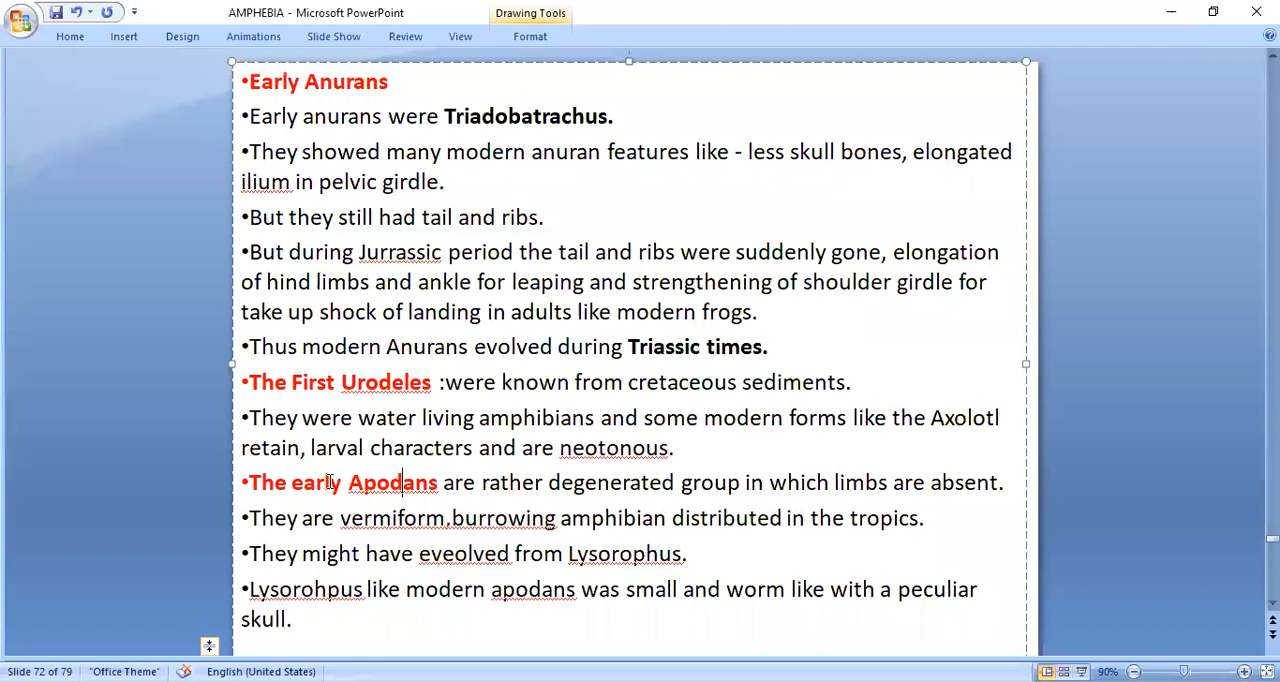 AMPHEBIA - Microsoft PowerPoint
Drawing Tools
Home Insert Design Animations Slide Show Review View Format
•Early Anurans
•Early anurans were Triadobatrachus.
•They showed many modern anuran features like - less skull bones, elongated
ilium in pelvic girdle.
•But they still had tail and ribs.
•But during Jurrassic period the tail and ribs were suddenly gone, elongation
of hind limbs and ankle for leaping and strengthening of shoulder girdle for
take up shock of landing in adults like modern frogs.
•Thus modern Anurans evolved during Triassic times.
•The First Urodeles :were known from cretaceous sediments.
•They were water living amphibians and some modern forms like the Axolotl
retain, larval characters and are neotonous.
•The early Apodans are rather degenerated group in which limbs are absent.
•They are vermiform,burrowing amphibian distributed in the tropics.
•They might have eveolved from Lysorophus.
•Lysorohpus like modern apodans was small and worm like with a peculiar
skull.
Slide 72 of 79 "Office Theme" English (United States) 90%